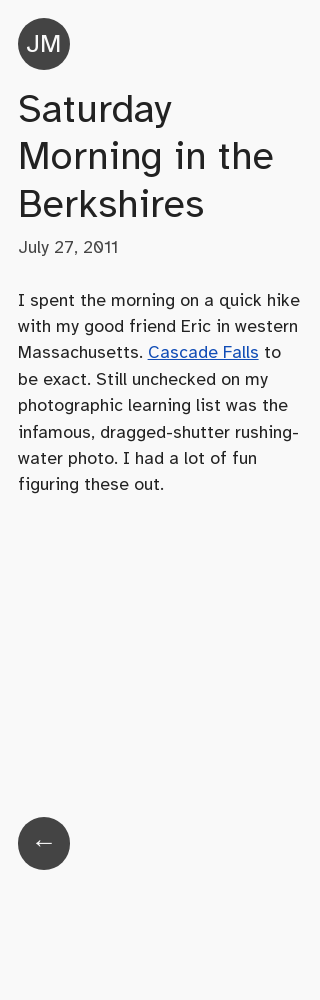 JM
Saturday
Morning in the
Berkshires
July 27, 2011
I spent the morning on a quick hike
with my good friend Eric in western
Massachusetts. Cascade Falls to
be exact. Still unchecked on my
photographic learning list was the
infamous, dragged-shutter rushing-
water photo. I had a lot of fun
figuring these out.
←